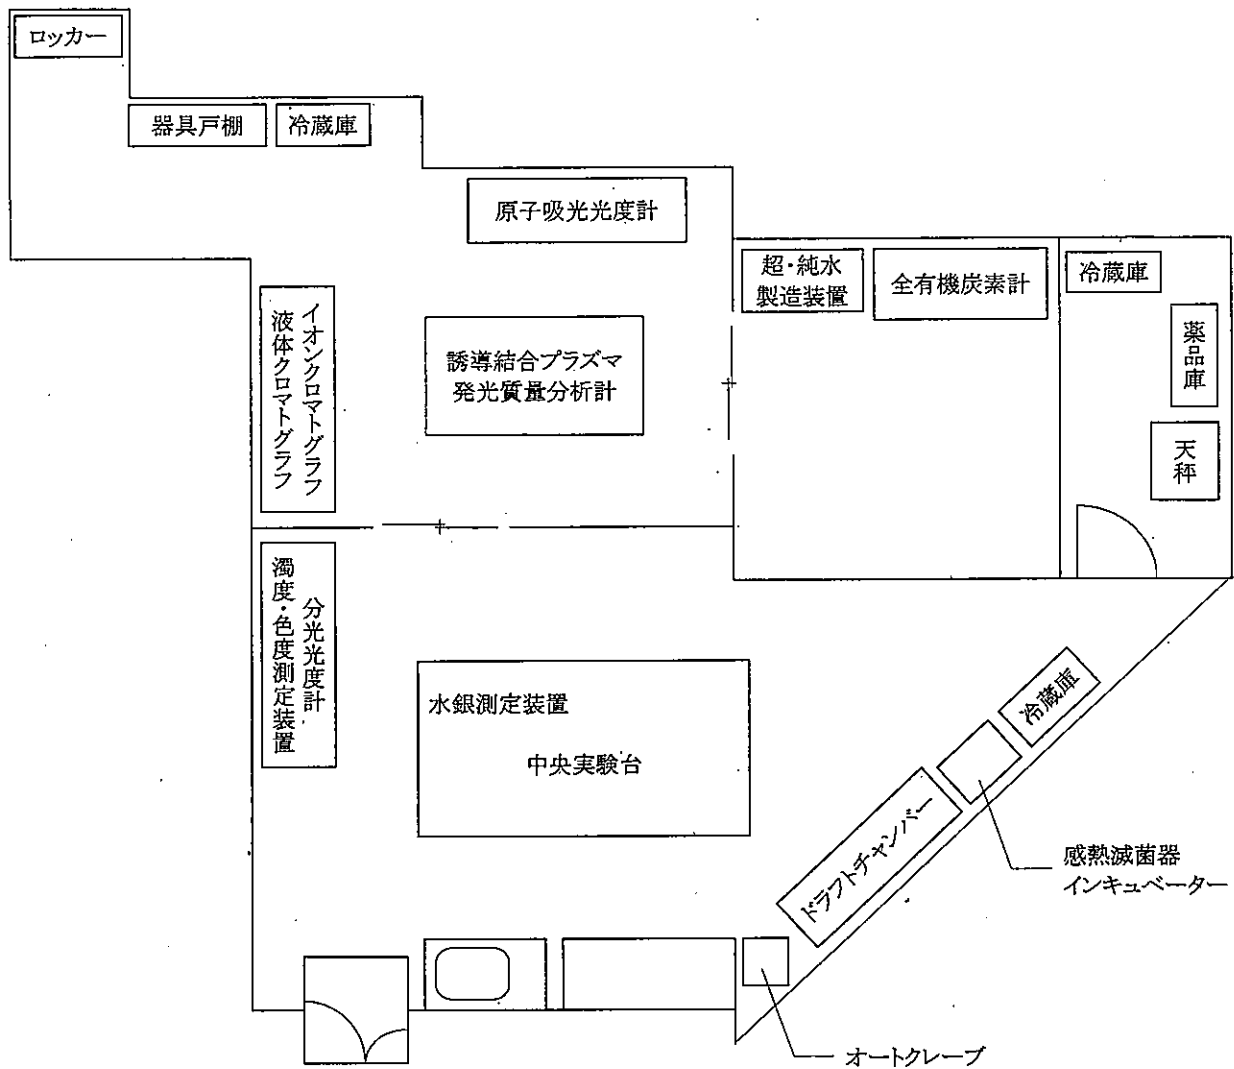 ロッカー
器具戸棚
冷蔵庫
原子吸光光度計
超・純水
製造装置
全有機炭素計
冷蔵庫
薬品庫
天秤
イオンクロマトグラフ
液体クロマトグラフ
誘導結合プラズマ
発光質量分析計
分光光度計
濁度・色度測定装置
水銀測定装置
中央実験台
冷蔵庫
ドラフトチャンバー
感熱滅菌器
インキュベーター
オートクレーブ